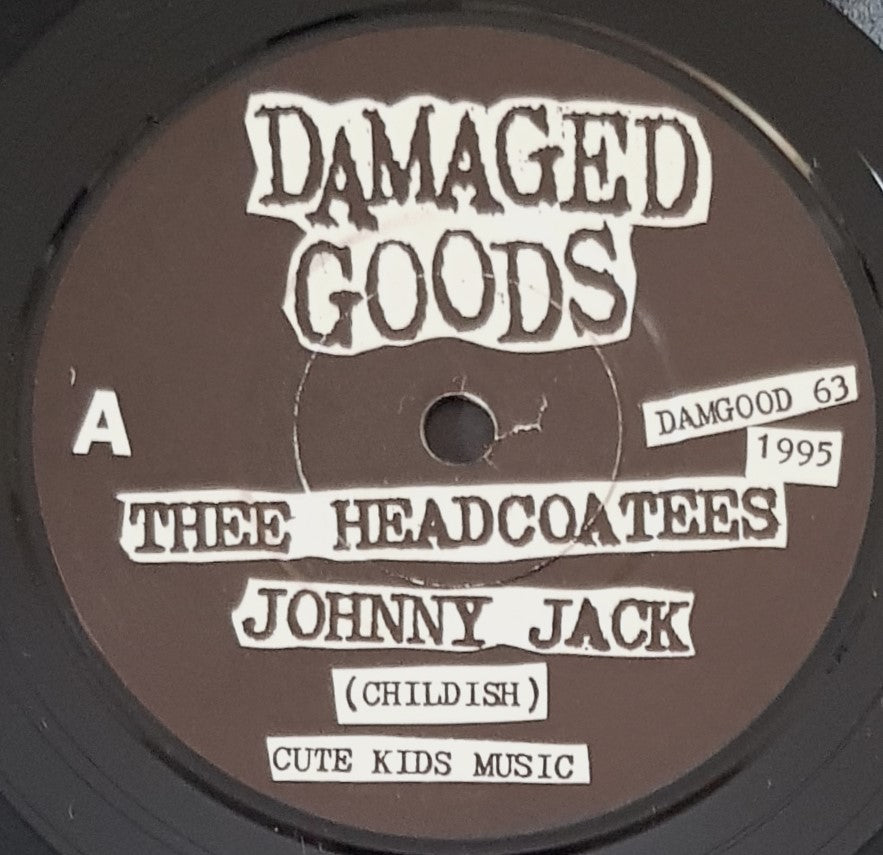 DAMAGED
GOODS
A
DAMGOOD 63
1995
THEE HEADCOATEES
JOHNNY JACK
(CHILDISH)
CUTE KIDS MUSIC